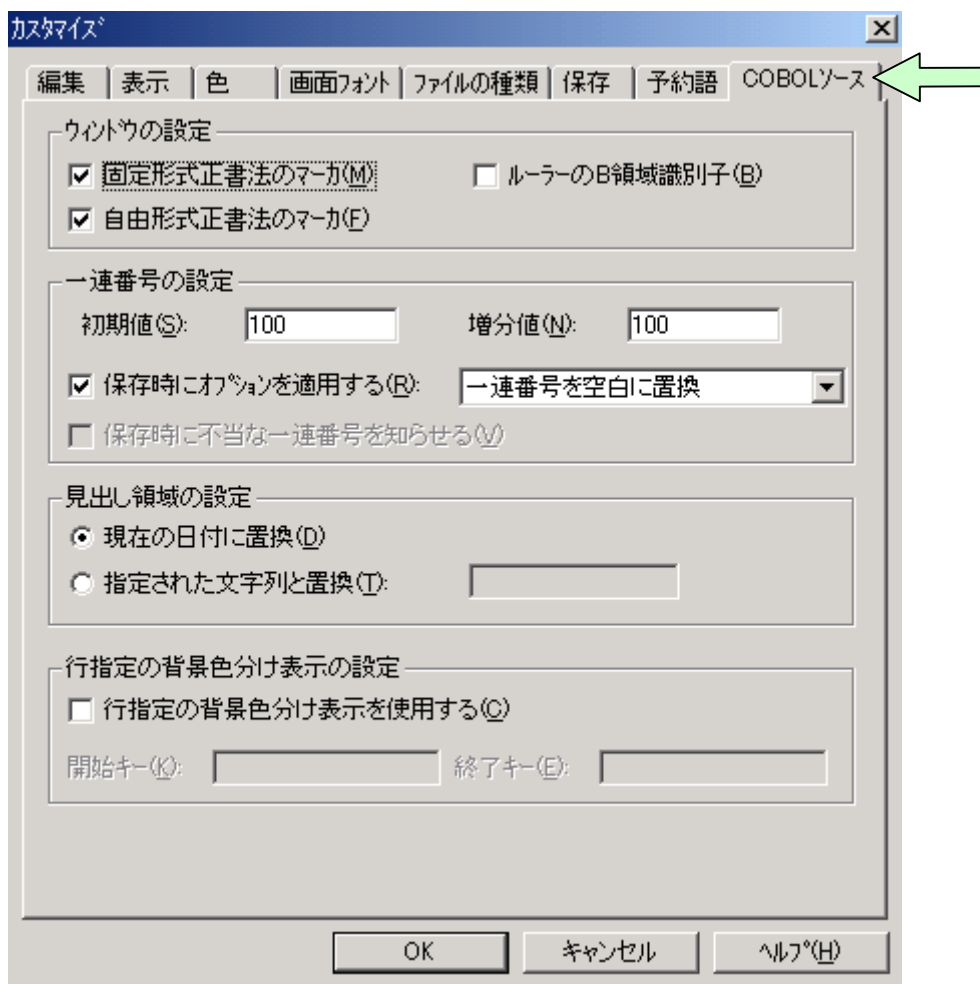 カスタマイズ
編集 表示 色 画面フォント ファイルの種類 保存 予約語 COBOLソース
ウィンドウの設定
固定形式正書法のマーカ(M) ルーラーのB領域識別子(B)
自由形式正書法のマーカ(F)
一連番号の設定
初期値(S): 100 増分値(N): 100
保存時にオプションを適用する(R): 一連番号を空白に置換
保存時に不当な一連番号を知らせる(V)
見出し領域の設定
現在の日付に置換(D)
指定された文字列と置換(T):
行指定の背景色分け表示の設定
行指定の背景色分け表示を使用する(C)
開始キー(K): 終了キー(E):
OK キャンセル ヘルプ(H)